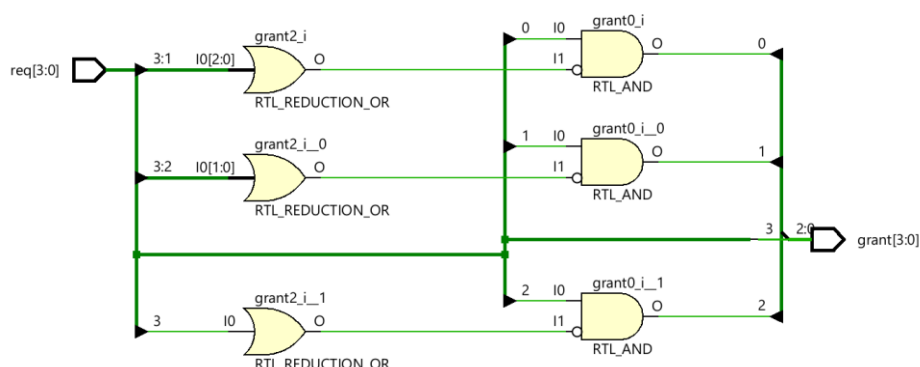 grant2_i
grant0_i
0 I0
req[3:0]
3:1 I0[2:0] O
I1 O 0
RTL_REDUCTION_OR
RTL_AND
grant2_i__0
grant0_i__0
1 I0
3:2 I0[1:0] O
I1 O 1
RTL_REDUCTION_OR
RTL_AND
3 2:0
grant[3:0]
grant2_i__1
grant0_i__1
2 I0
3 I0 O
I1 O 2
RTL_REDUCTION_OR
RTL_AND